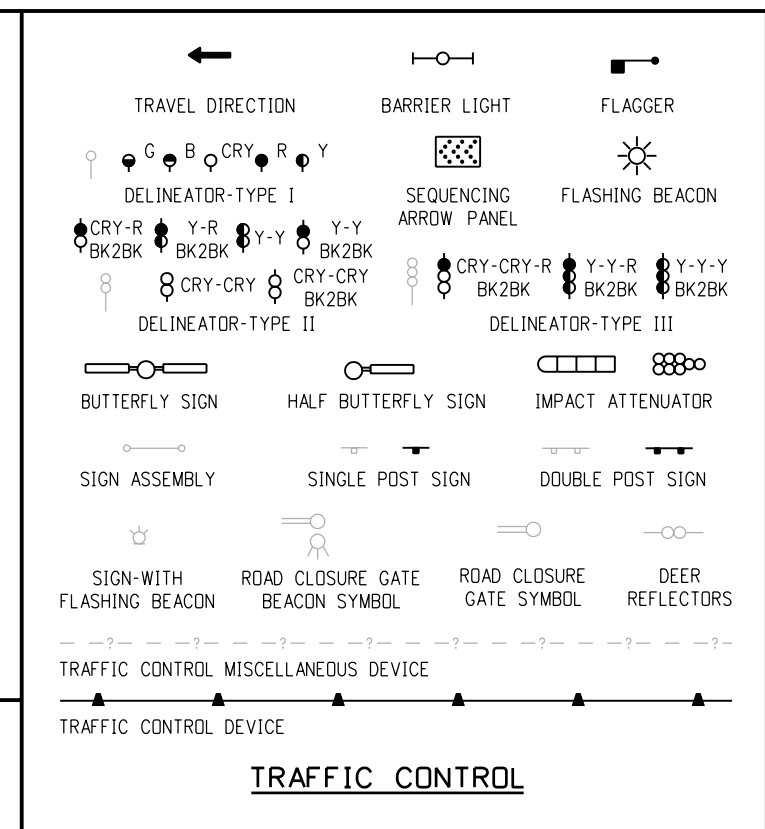 TRAVEL DIRECTION BARRIER LIGHT FLAGGER
G B CRY R Y
DELINEATOR-TYPE I
SEQUENCING
ARROW PANEL
FLASHING BEACON
CRY-R
BK2BK
Y-R
BK2BK
Y-Y
Y-Y
BK2BK
CRY-CRY
CRY-CRY
BK2BK
DELINEATOR-TYPE II
CRY-CRY-R
BK2BK
Y-Y-R
BK2BK
Y-Y-Y
BK2BK
DELINEATOR-TYPE III
BUTTERFLY SIGN HALF BUTTERFLY SIGN IMPACT ATTENUATOR
SIGN ASSEMBLY SINGLE POST SIGN DOUBLE POST SIGN
SIGN-WITH
FLASHING BEACON
ROAD CLOSURE GATE
BEACON SYMBOL
ROAD CLOSURE
GATE SYMBOL
DEER
REFLECTORS
? ? ? ? ? ? ? ?
TRAFFIC CONTROL MISCELLANEOUS DEVICE
TRAFFIC CONTROL DEVICE
TRAFFIC CONTROL